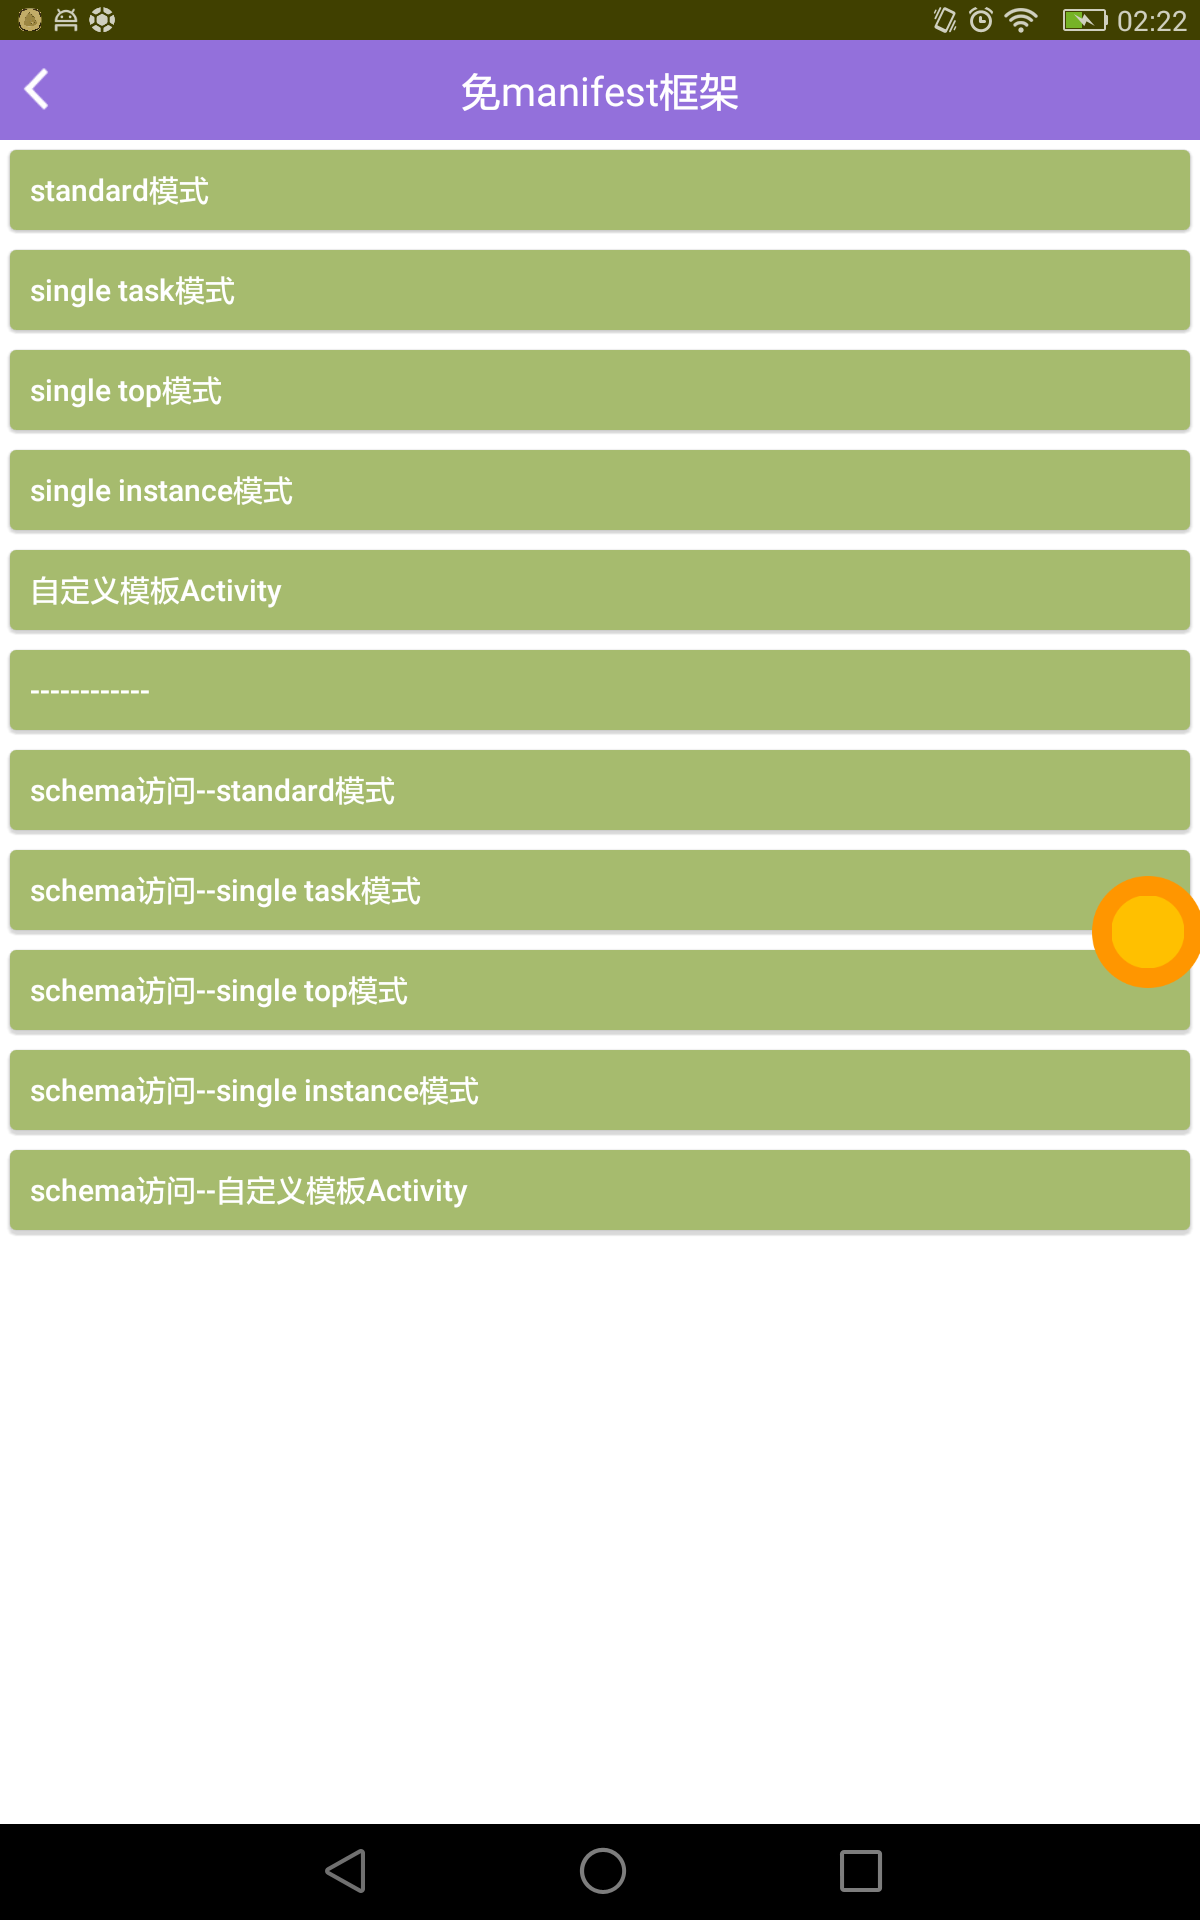 02:22
免manifest框架
standard模式
single task模式
single top模式
single instance模式
自定义模板Activity
------------
schema访问--standard模式
schema访问--single task模式
schema访问--single top模式
schema访问--single instance模式
schema访问--自定义模板Activity